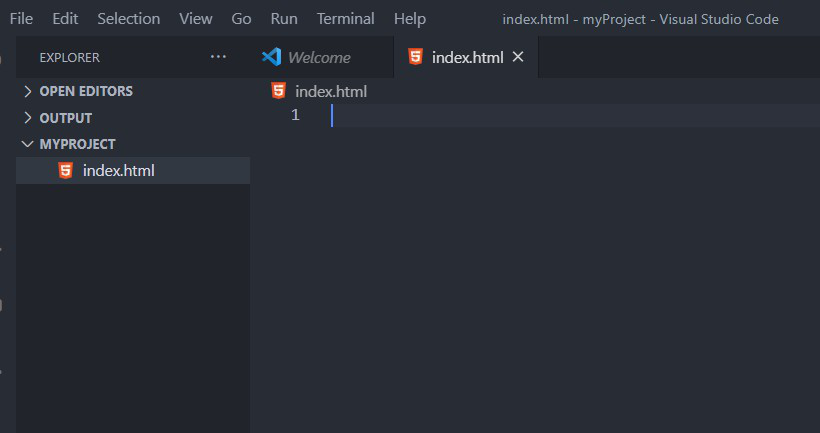 File Edit Selection View Go Run Terminal Help index.html - myProject - Visual Studio Code
EXPLORER ··· Welcome index.html
OPEN EDITORS
OUTPUT
MYPROJECT
index.html
index.html
1